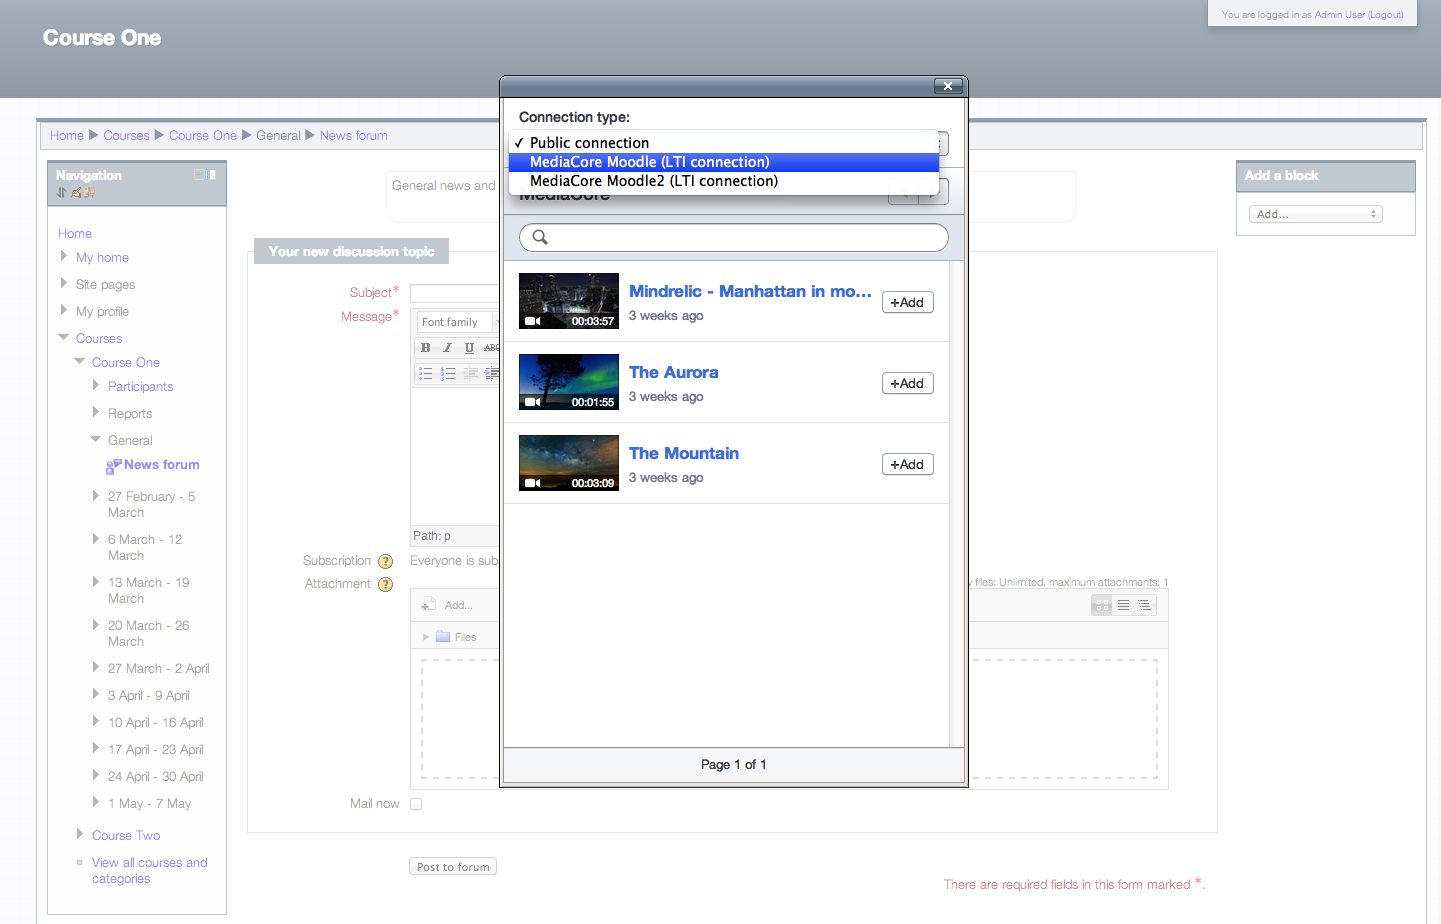 You are logged in as Admin User (Logout)
Course One
Home ▶ Courses ▶ Course One ▶ General ▶ News forum
Navigation
Home
My home
Site pages
My profile
Courses
Course One
Participants
Reports
General
News forum
27 February - 5
March
6 March - 12
March
13 March - 19
March
20 March - 26
March
27 March - 2 April
3 April - 9 April
10 April - 16 April
17 April - 23 April
24 April - 30 April
1 May - 7 May
Course Two
View all courses and
categories
General news and
Your new discussion topic
Subject*
Message*
Font family
B I U ABC
Path: p
Subscription ? Everyone is sub
Attachment ?
files: Unlimited, maximum attachments: 1
Add...
Files
Mail now
Post to forum
There are required fields in this form marked *.
Connection type:
✓ Public connection
MediaCore Moodle (LTI connection)
MediaCore Moodle2 (LTI connection)
MediaCore
Mindrelic - Manhattan in mo...
3 weeks ago
00:03:57
+Add
The Aurora
3 weeks ago
00:01:55
+Add
The Mountain
3 weeks ago
00:03:09
+Add
Page 1 of 1
Add a block
Add...